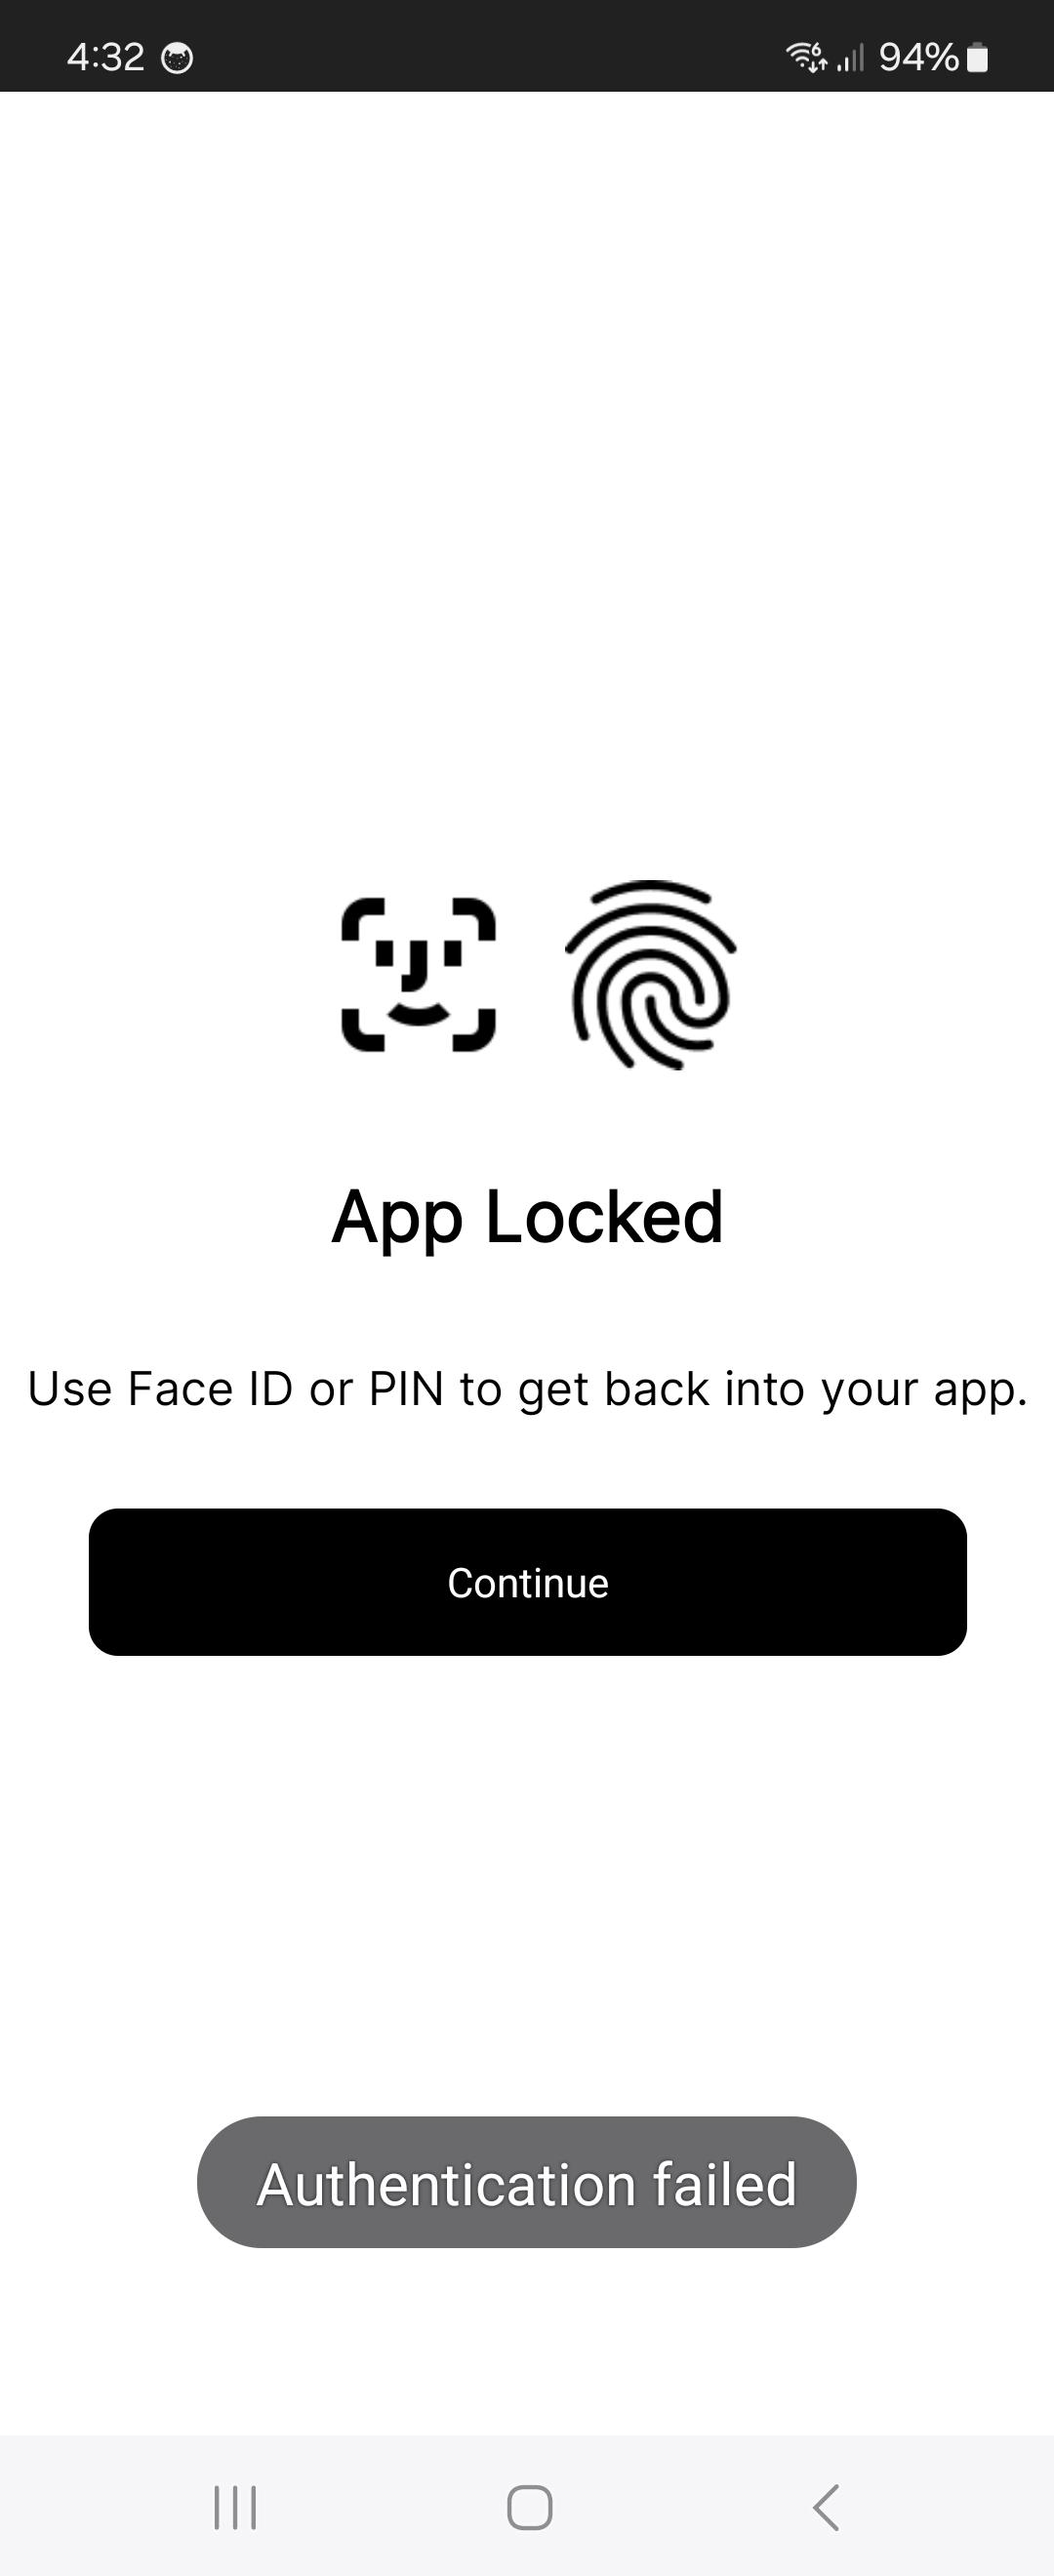 4:32
6
94%
App Locked
Use Face ID or PIN to get back into your app.
Continue
Authentication failed